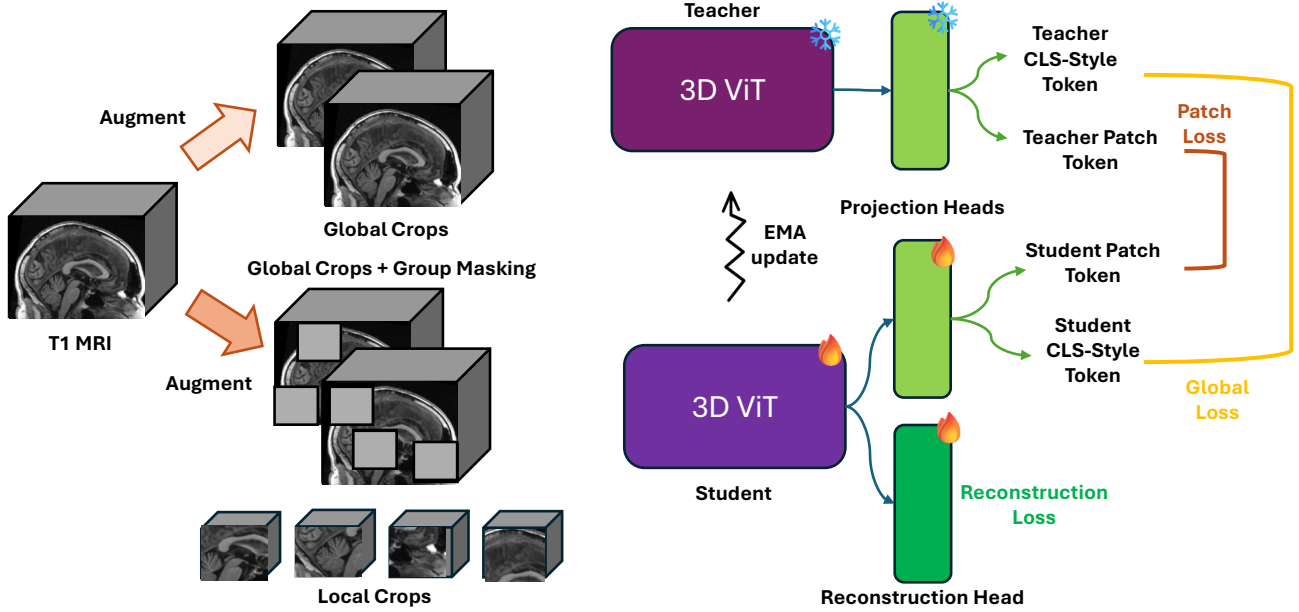 Augment
Global Crops
T1 MRI
Global Crops + Group Masking
Augment
Local Crops
Teacher
3D ViT
Teacher
CLS-Style
Token
Teacher Patch
Token
Patch
Loss
Projection Heads
EMA
update
Student Patch
Token
Student
CLS-Style
Token
Global
Loss
3D ViT
Student
Reconstruction
Loss
Reconstruction Head